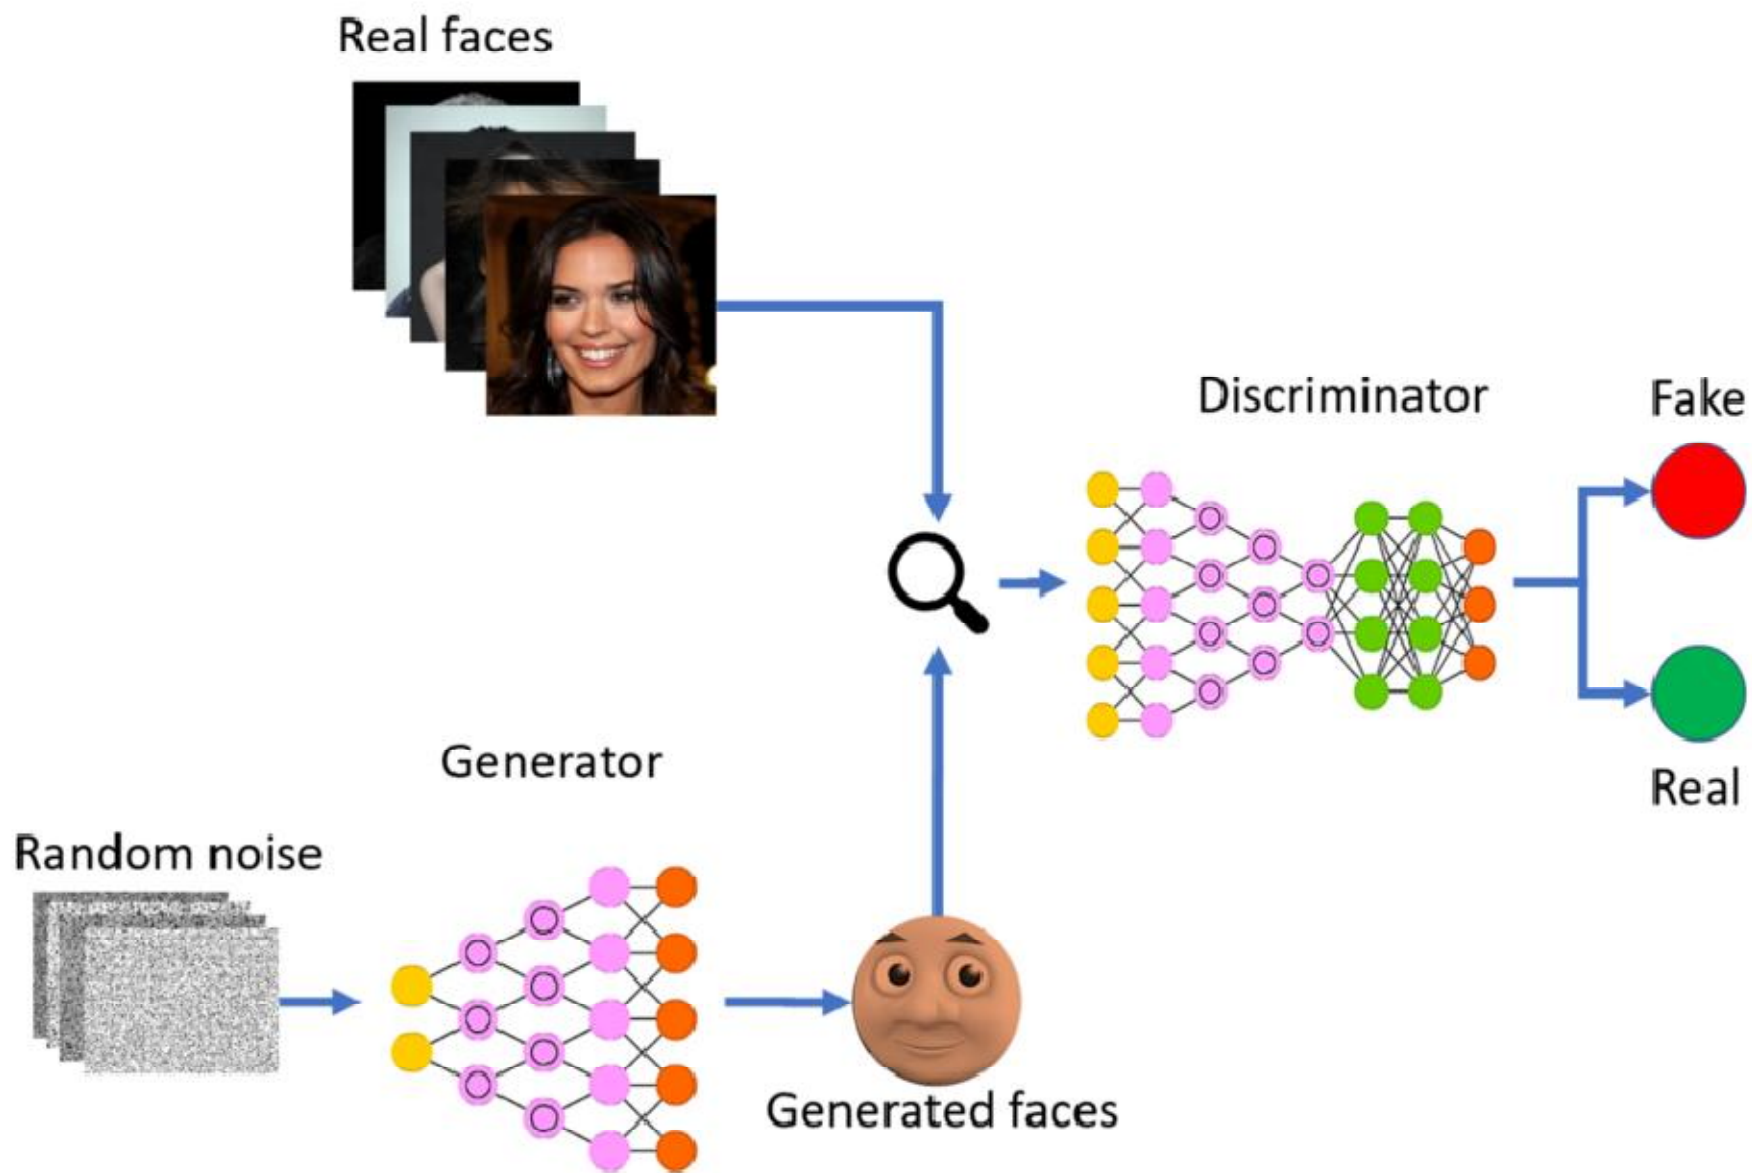 Real faces
Discriminator
Fake
Real
Generator
Random noise
Generated faces